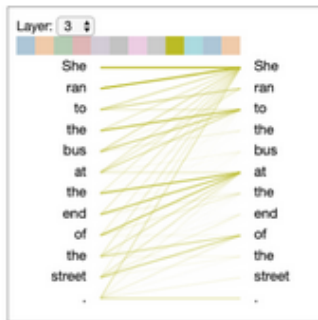 Layer: 3
She She
ran ran
to to
the the
bus bus
at at
the the
end end
of of
the the
street street
. .